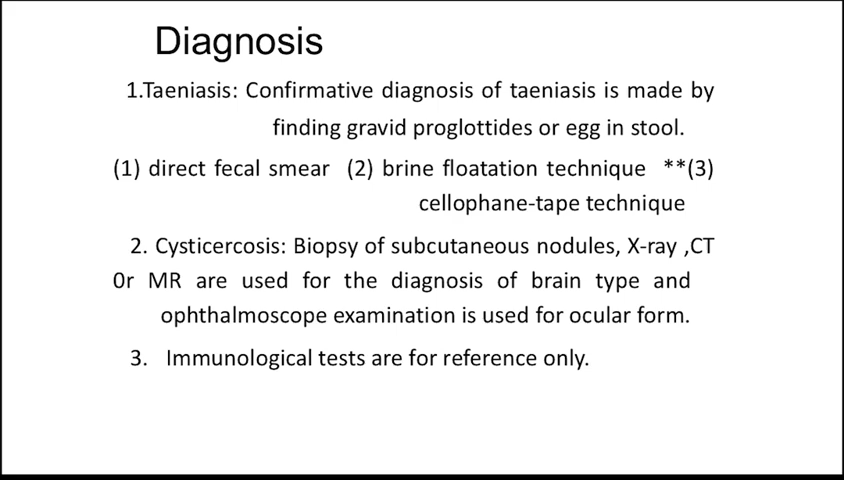 Diagnosis
1.Taeniasis: Confirmative diagnosis of taeniasis is made by
finding gravid proglottides or egg in stool.
(1) direct fecal smear (2) brine floatation technique **(3)
cellophane-tape technique
2. Cysticercosis: Biopsy of subcutaneous nodules, X-ray ,CT
0r MR are used for the diagnosis of brain type and
ophthalmoscope examination is used for ocular form.
3. Immunological tests are for reference only.